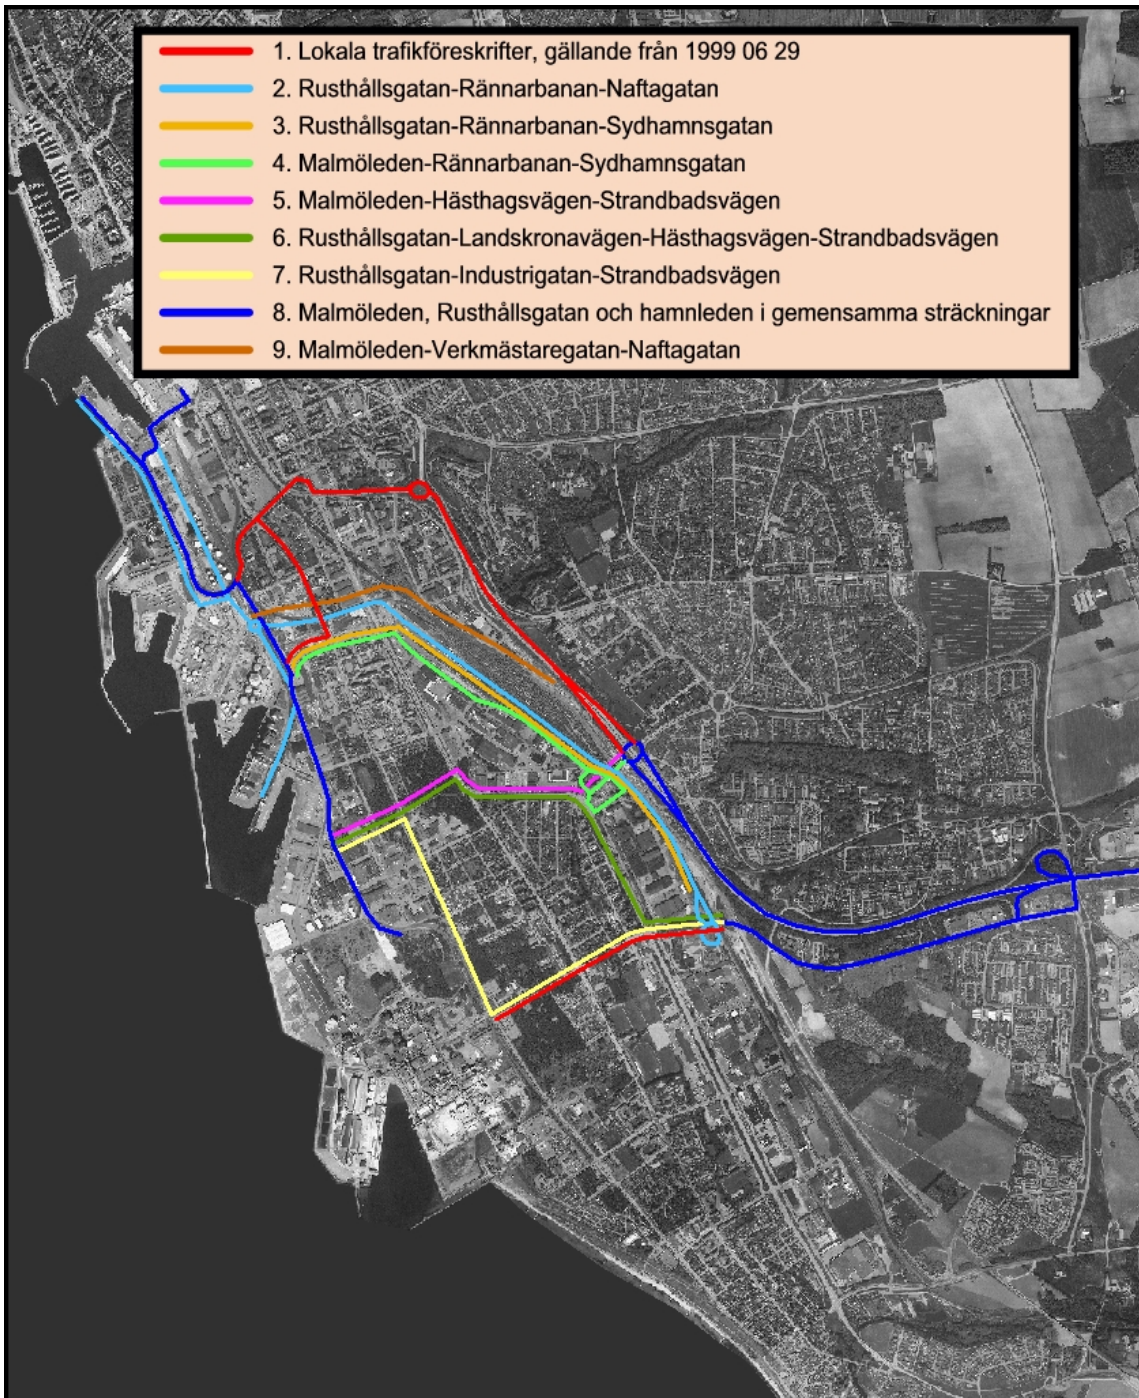 1. Lokala trafikföreskrifter, gällande från 1999 06 29
2. Rusthållsgatan-Rännarbanan-Naftagatan
3. Rusthållsgatan-Rännarbanan-Sydhamnsgatan
4. Malmöleden-Rännarbanan-Sydhamnsgatan
5. Malmöleden-Hästhagsvägen-Strandbadsvägen
6. Rusthållsgatan-Landskronavägen-Hästhagsvägen-Strandbadsvägen
7. Rusthållsgatan-Industrigatan-Strandbadsvägen
8. Malmöleden, Rusthållsgatan och hamnleden i gemensamma sträckningar
9. Malmöleden-Verkmästaregatan-Naftagatan